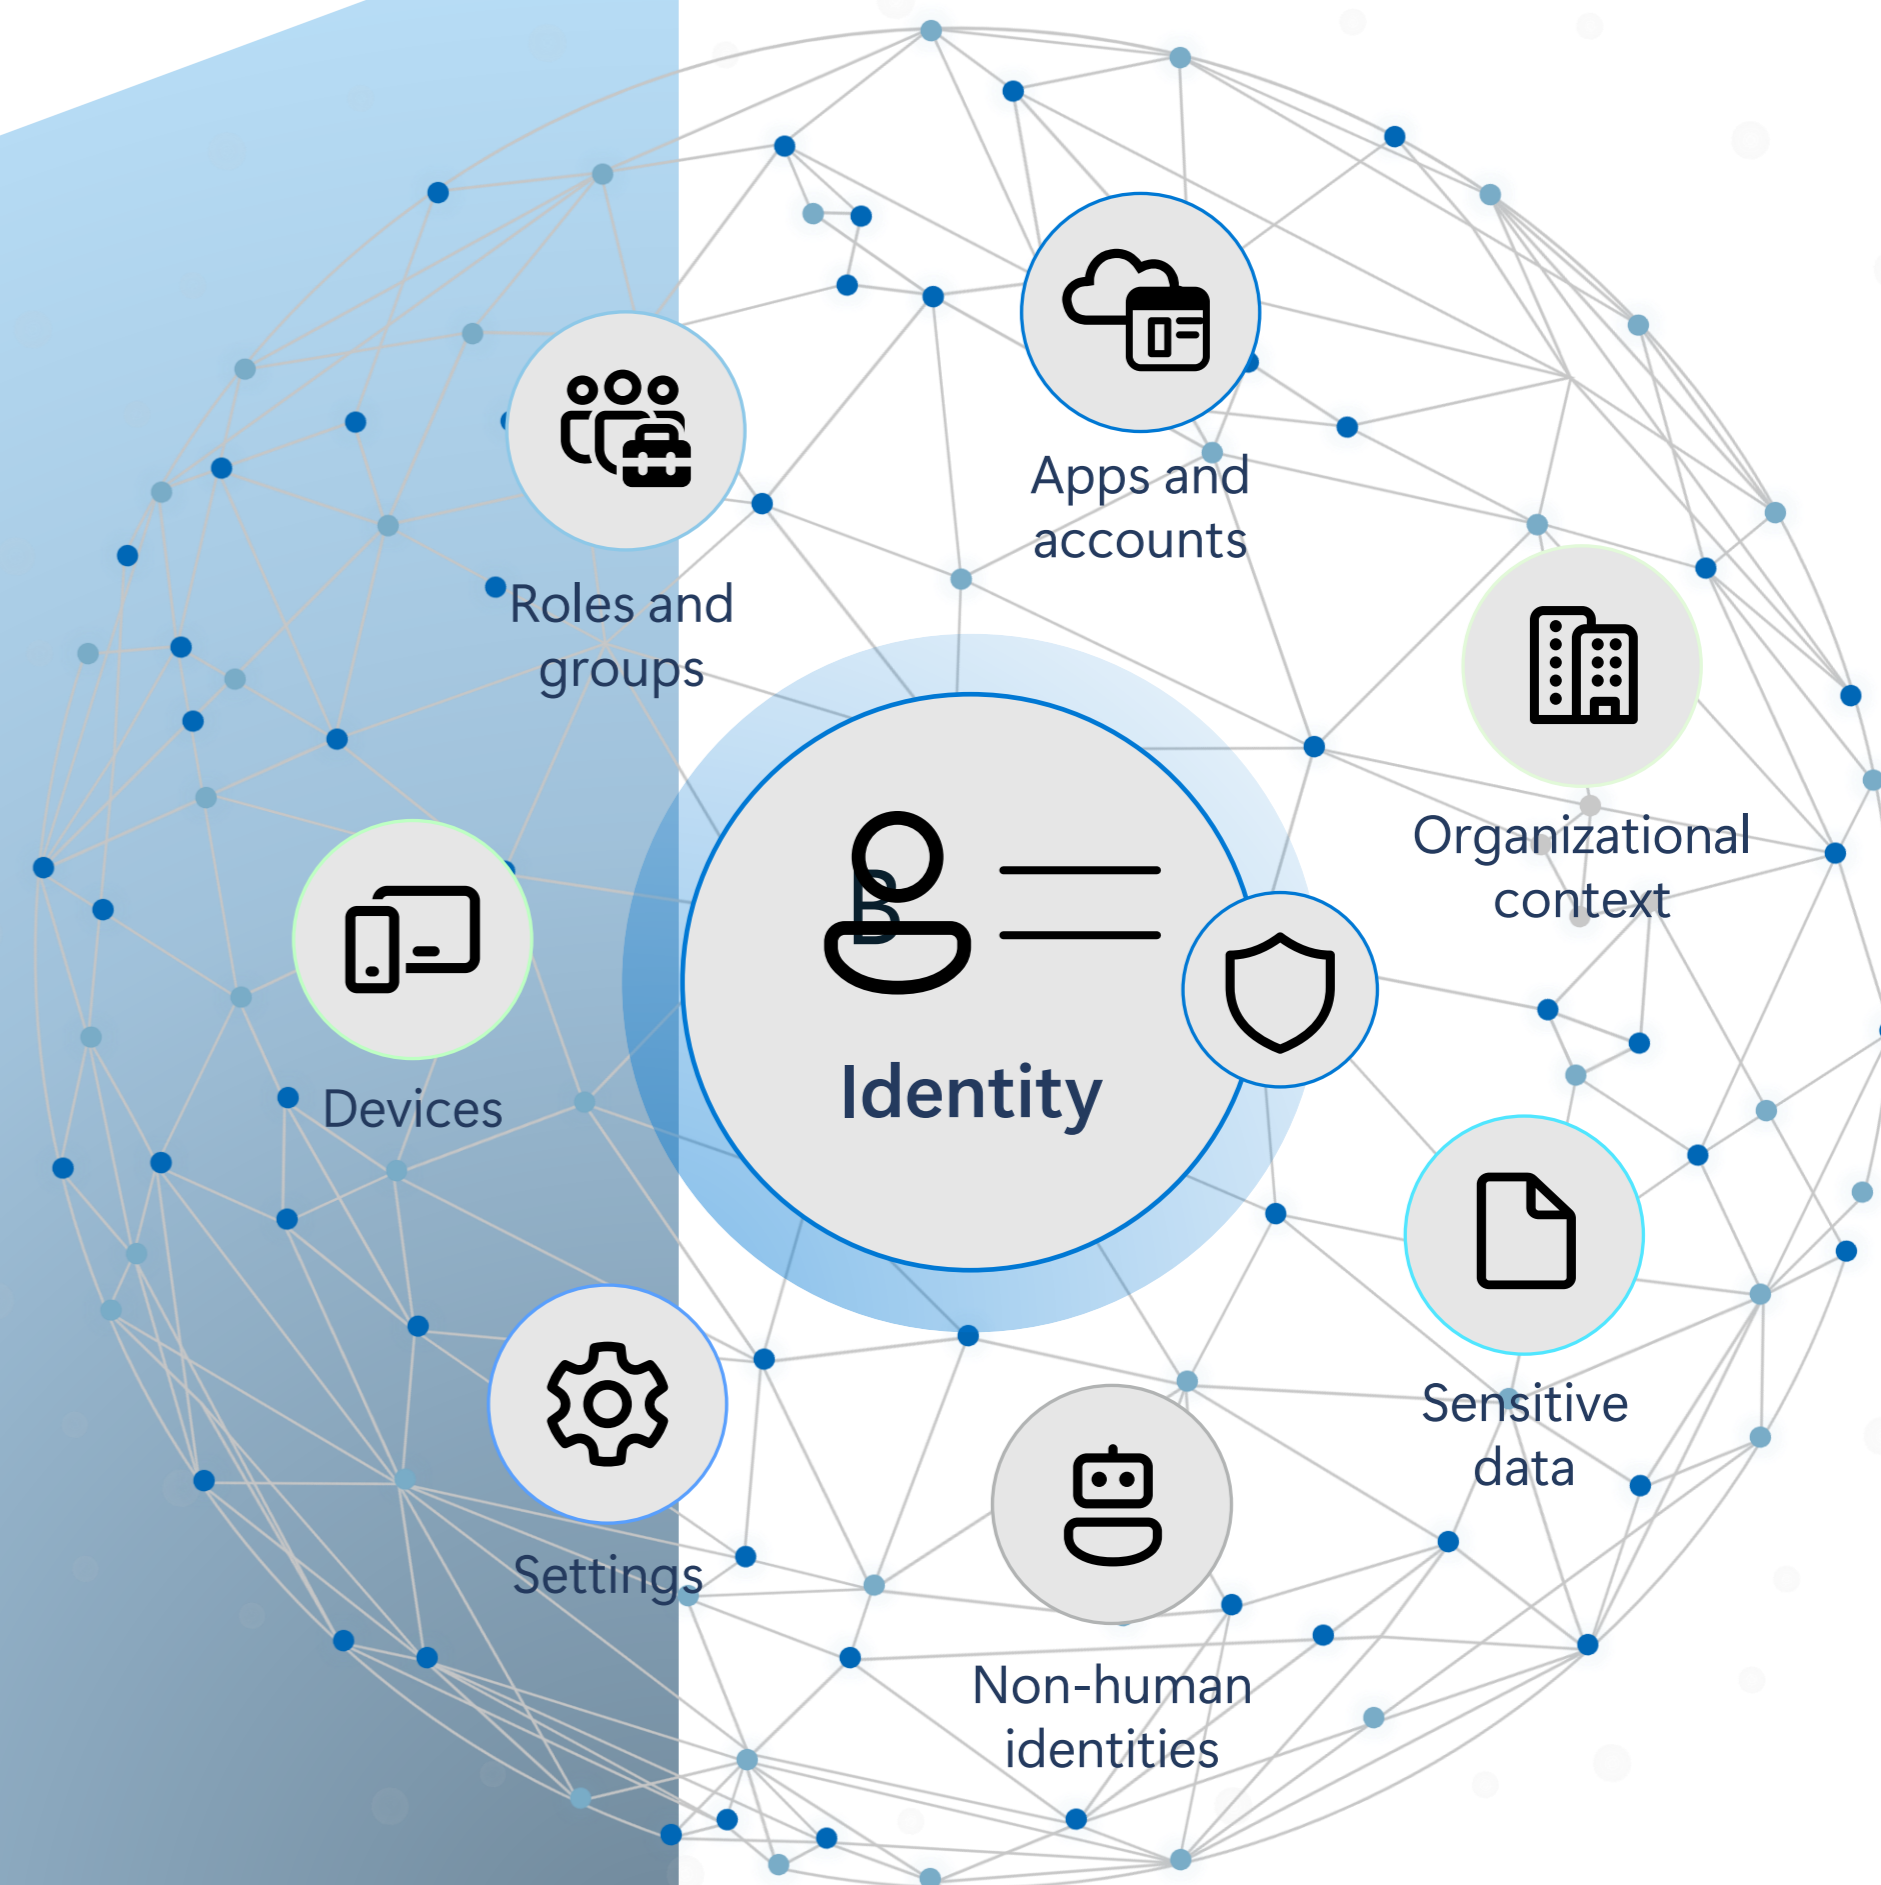 Apps and
accounts
Roles and
groups
Organizational
context
B
Identity
Devices
Sensitive
data
Settings
Non-human
identities